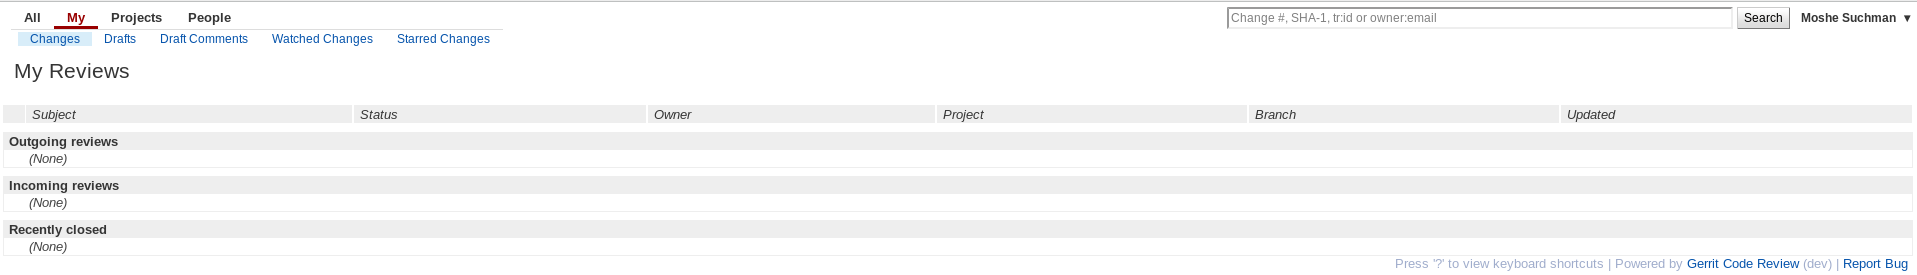 All My Projects People Change #, SHA-1, tr:id or owner:email Search Moshe Suchman ▼
Changes Drafts Draft Comments Watched Changes Starred Changes
My Reviews
Subject Status Owner Project Branch Updated
Outgoing reviews
(None)
Incoming reviews
(None)
Recently closed
(None)
Press '?' to view keyboard shortcuts | Powered by Gerrit Code Review (dev) | Report Bug